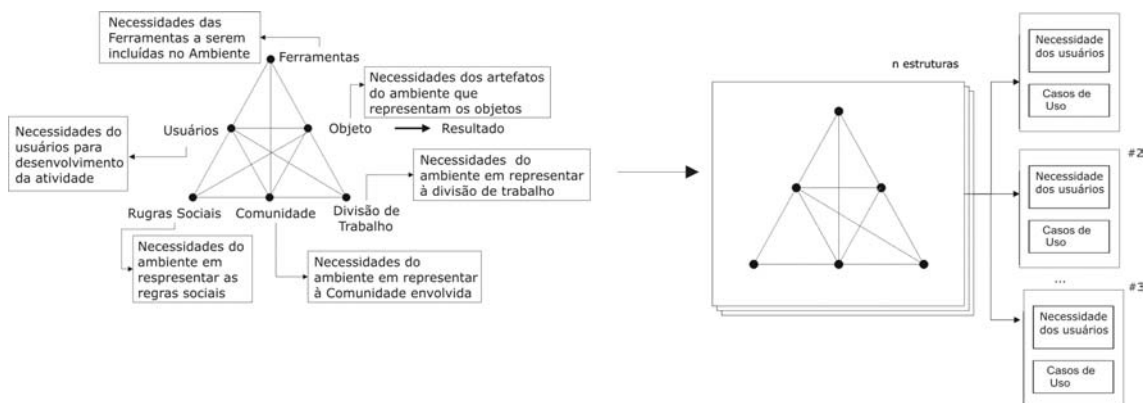 Necessidades das
Ferramentas a serem
incluídas no Ambiente
Ferramentas
Necessidades dos artefatos
do ambiente que
representam os objetos
Usuários
Objeto
Resultado
Necessidades do
usuários para
desenvolvimento
da atividade
Necessidades do
ambiente em representar
à divisão de trabalho
Rugras Sociais
Comunidade
Divisão de
Trabalho
Necessidades do
ambiente em
respresentar as
regras sociais
Necessidades do
ambiente em representar
à Comunidade envolvida
n estruturas
Necessidade
dos usuários
Casos de
Uso
#2
Necessidade
dos usuários
Casos de
Uso
...
#3
Necessidade
dos usuários
Casos de
Uso